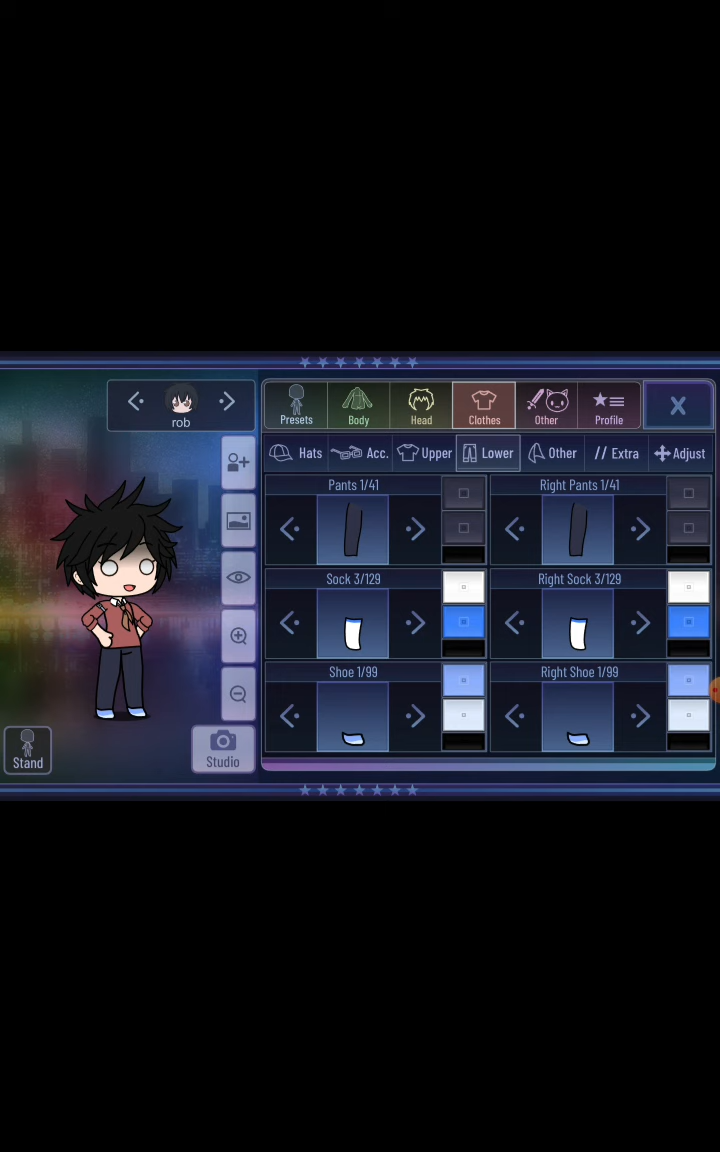 rob
Presets
Body
Head
Clothes
Other
Profile
X
Hats
Acc.
Upper
Lower
Other
Extra
Adjust
Pants 1/41
Right Pants 1/41
Sock 3/129
Right Sock 3/129
Shoe 1/99
Right Shoe 1/99
Stand
Studio